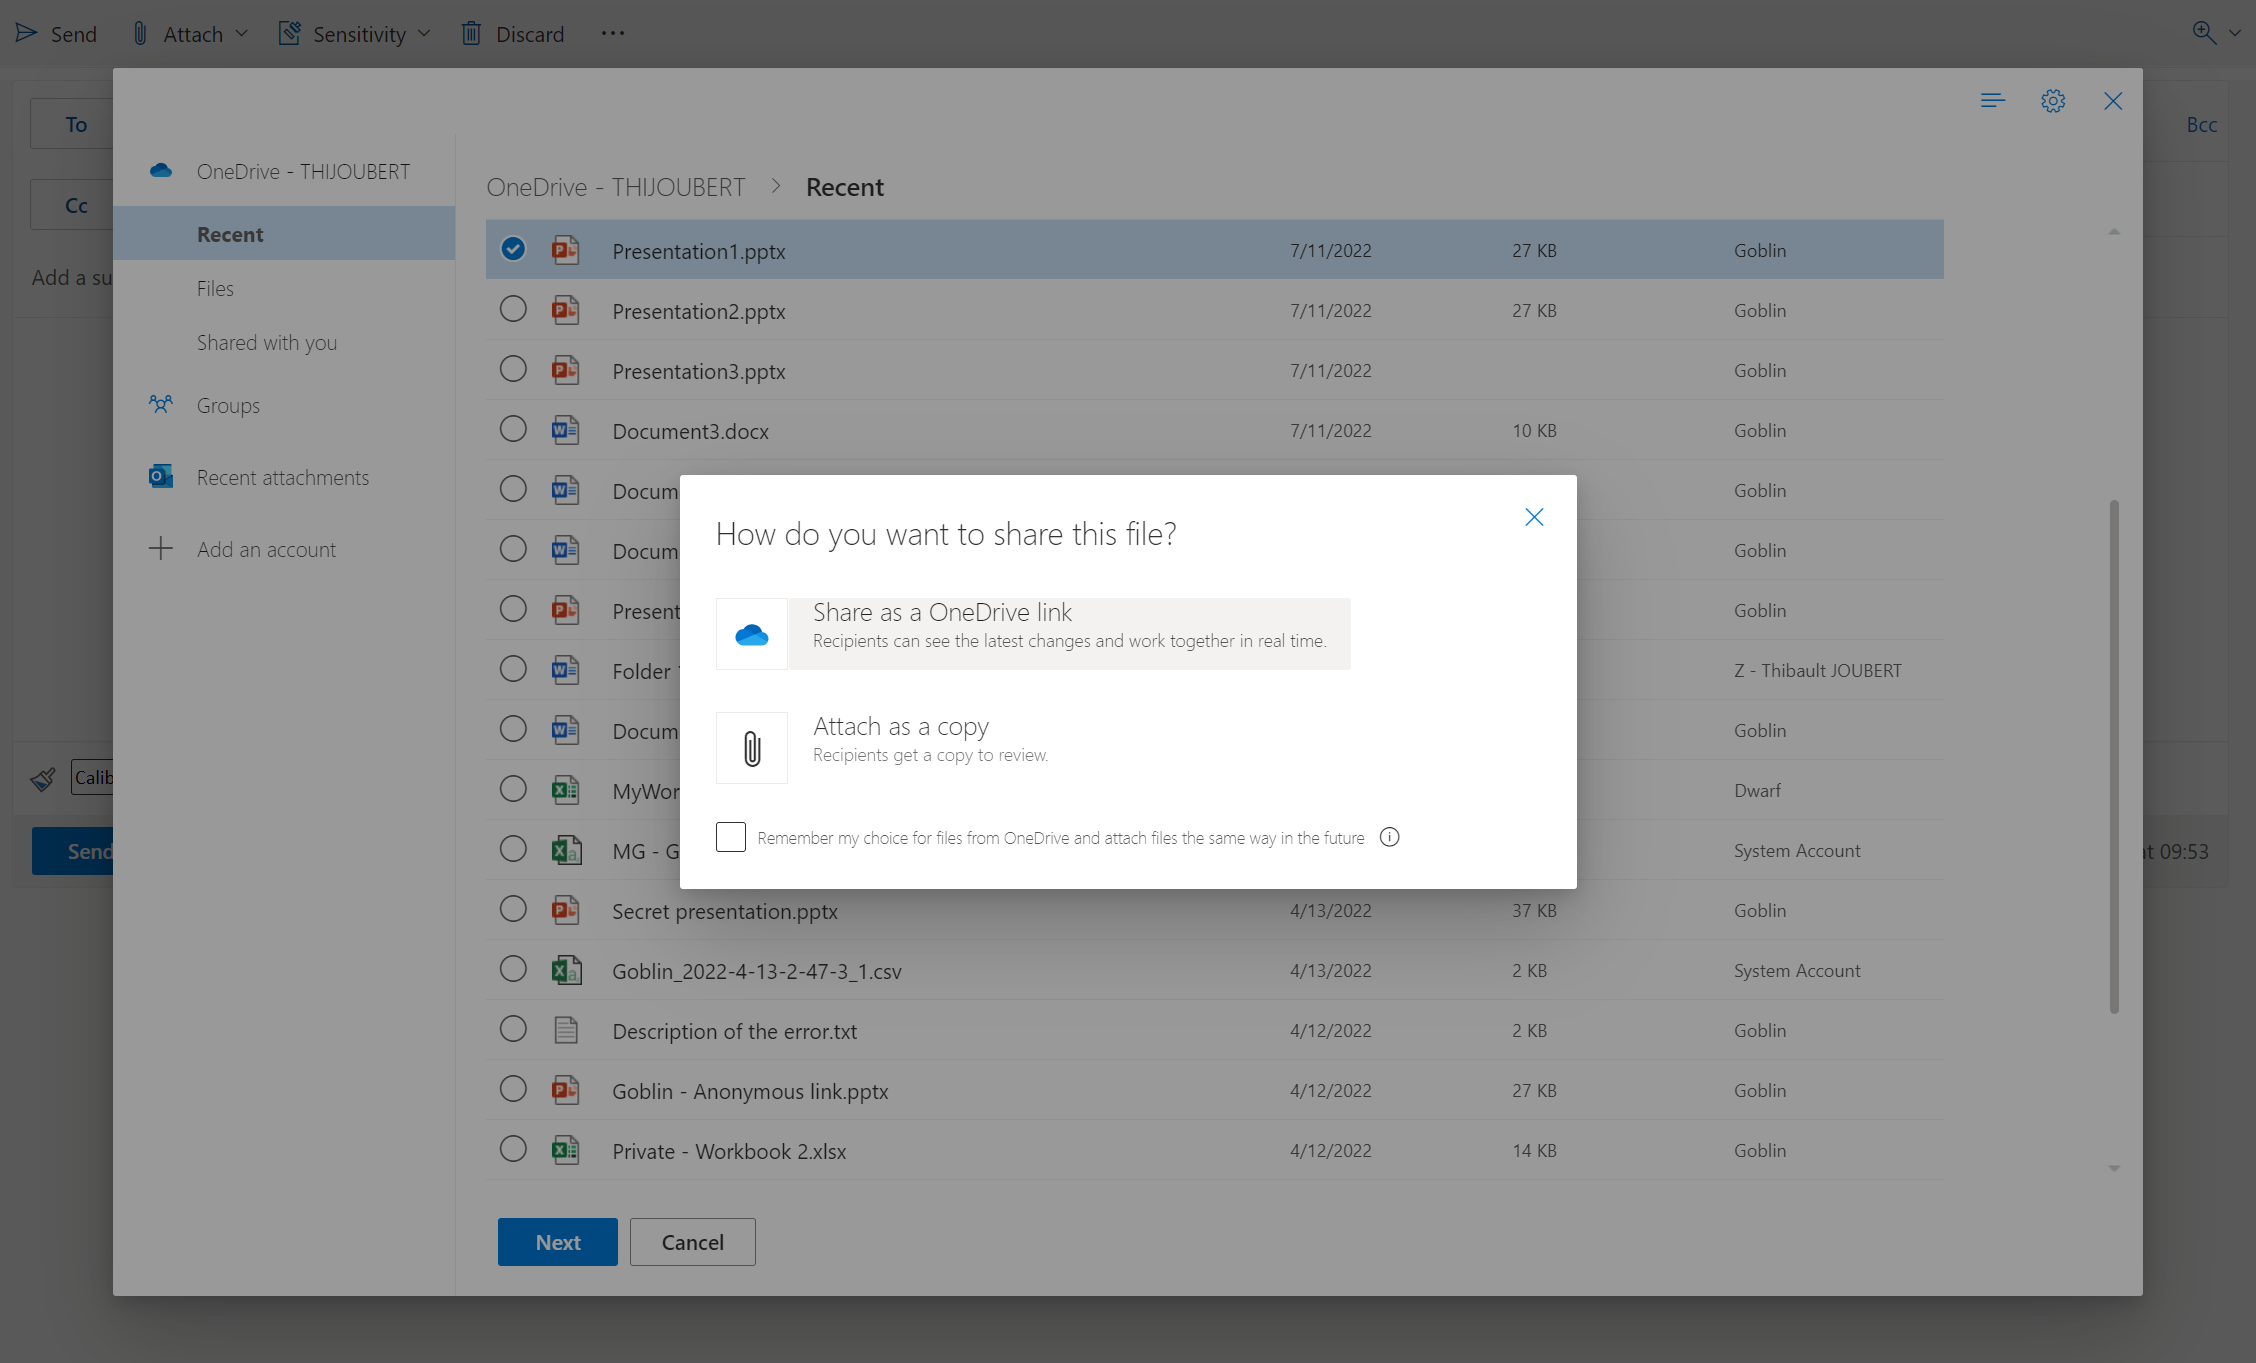 Send
Attach
Sensitivity
Discard
To
Bcc
Cc
Add a su
Calib
Send
at 09:53
OneDrive - THIJOUBERT
Recent
Files
Shared with you
Groups
Recent attachments
Add an account
OneDrive - THIJOUBERT > Recent
Presentation1.pptx 7/11/2022 27 KB Goblin
Presentation2.pptx 7/11/2022 27 KB Goblin
Presentation3.pptx 7/11/2022 Goblin
Document3.docx 7/11/2022 10 KB Goblin
Docum Goblin
Docum Goblin
Present Goblin
Folder Z - Thibault JOUBERT
Docum Goblin
MyWor Dwarf
MG - G System Account
Secret presentation.pptx 4/13/2022 37 KB Goblin
Goblin_2022-4-13-2-47-3_1.csv 4/13/2022 2 KB System Account
Description of the error.txt 4/12/2022 2 KB Goblin
Goblin - Anonymous link.pptx 4/12/2022 27 KB Goblin
Private - Workbook 2.xlsx 4/12/2022 14 KB Goblin
Next
Cancel
How do you want to share this file?
Share as a OneDrive link
Recipients can see the latest changes and work together in real time.
Attach as a copy
Recipients get a copy to review.
Remember my choice for files from OneDrive and attach files the same way in the future